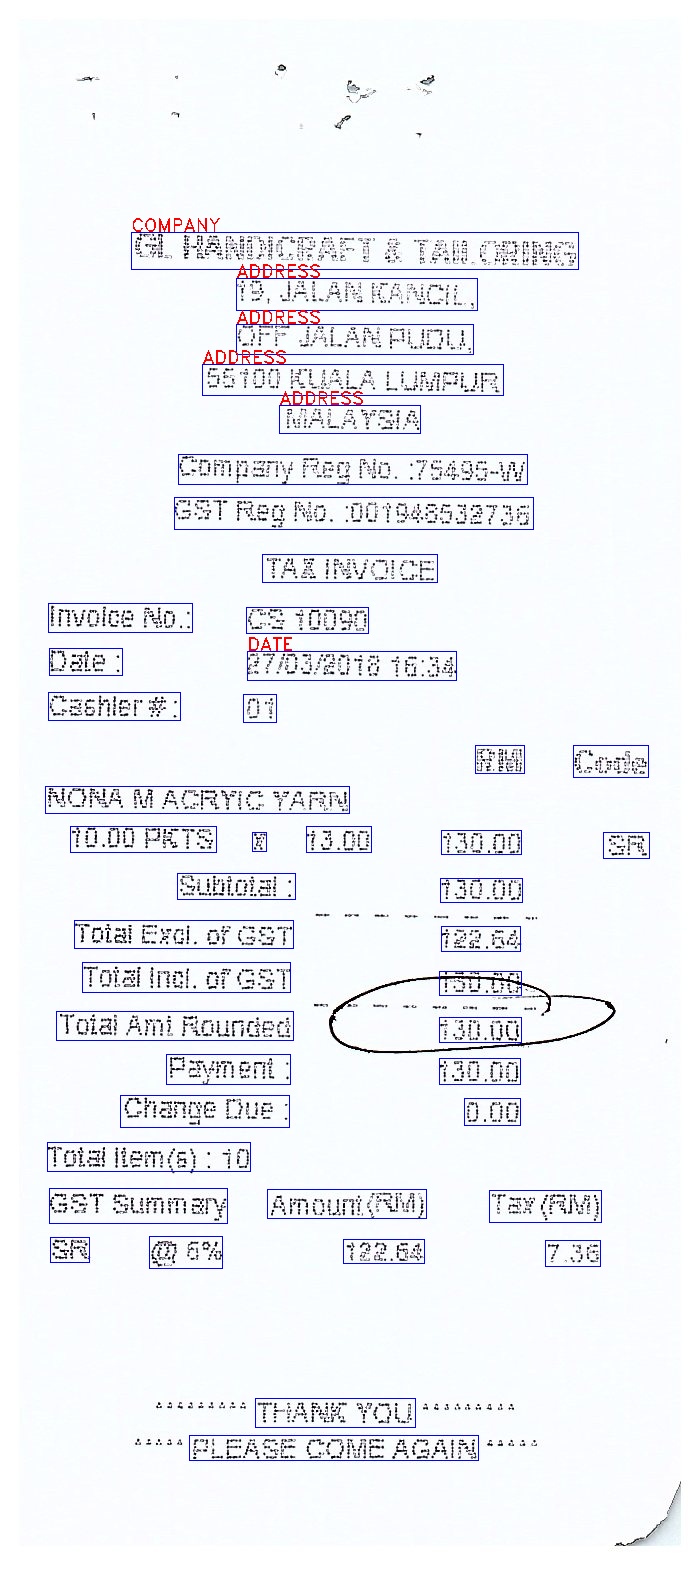 COMPANY
GL HANDICRAFT & TAILORING
ADDRESS
19, JALAN KANCIL,
ADDRESS
OFF JALAN PUDU,
ADDRESS
55100 KUALA LUMPUR
ADDRESS
MALAYSIA
Company Reg No. :75495-W
GST Reg No. :001948532736
TAX INVOICE
Invoice No.: CS 10090
DATE
Date : 27/03/2018 16:34
Cashier # : 01
RM Code
NONA M ACRYIC YARN
10.00 PKTS x 13.00 130.00 SR
Subtotal : 130.00
Total Excl. of GST 122.64
Total Incl. of GST 130.00
Total Amt Rounded 130.00
Payment : 130.00
Change Due : 0.00
Total Item(s) : 10
GST Summary Amount(RM) Tax(RM)
SR @ 6% 122.64 7.36
********* THANK YOU *********
***** PLEASE COME AGAIN *****